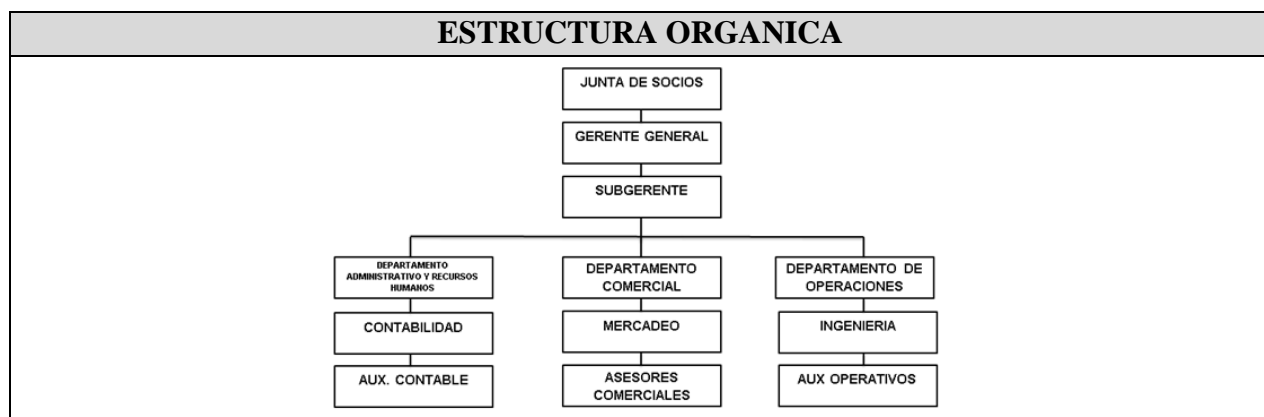 ESTRUCTURA ORGANICA
JUNTA DE SOCIOS
GERENTE GENERAL
SUBGERENTE
DEPARTAMENTO
ADMINISTRATIVO Y RECURSOS
HUMANOS
DEPARTAMENTO
COMERCIAL
DEPARTAMENTO DE
OPERACIONES
CONTABILIDAD
MERCADEO
INGENIERIA
AUX. CONTABLE
ASESORES
COMERCIALES
AUX OPERATIVOS